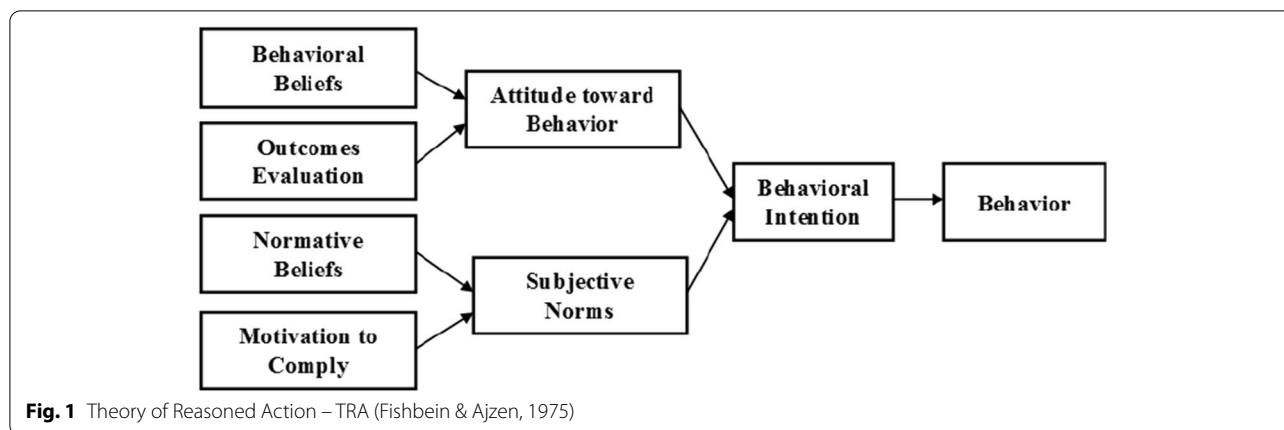 Behavioral
Beliefs
Outcomes
Evaluation
Normative
Beliefs
Motivation to
Comply
Attitude toward
Behavior
Subjective
Norms
Behavioral
Intention
Behavior
Fig. 1 Theory of Reasoned Action – TRA (Fishbein & Ajzen, 1975)